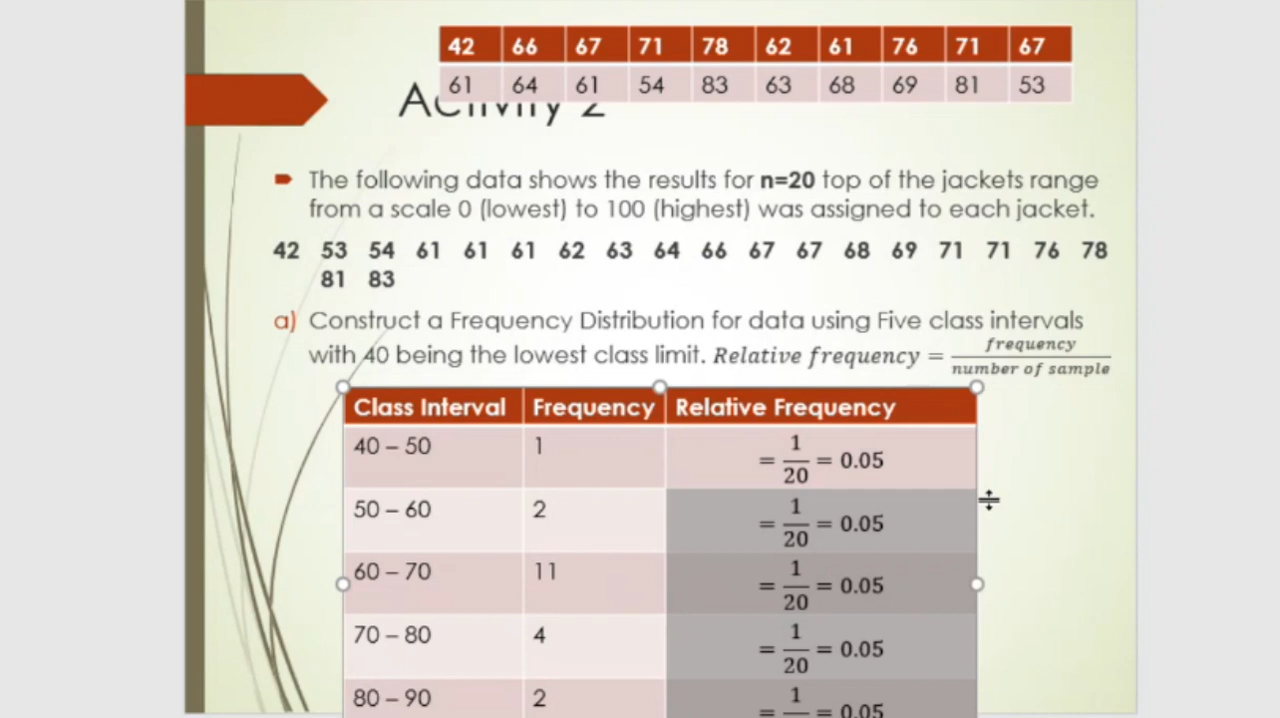 42 66 67 71 78 62 61 76 71 67
61 64 61 54 83 63 68 69 81 53
Activity 2
The following data shows the results for n=20 top of the jackets range
from a scale 0 (lowest) to 100 (highest) was assigned to each jacket.
42 53 54 61 61 61 62 63 64 66 67 67 68 69 71 71 76 78
81 83
a) Construct a Frequency Distribution for data using Five class intervals
with 40 being the lowest class limit. Relative frequency = frequency / number of sample
Class Interval Frequency Relative Frequency
40 – 50 1 = 1/20 = 0.05
50 – 60 2 = 1/20 = 0.05
60 – 70 11 = 1/20 = 0.05
70 – 80 4 = 1/20 = 0.05
80 – 90 2 = 1 = 0.05